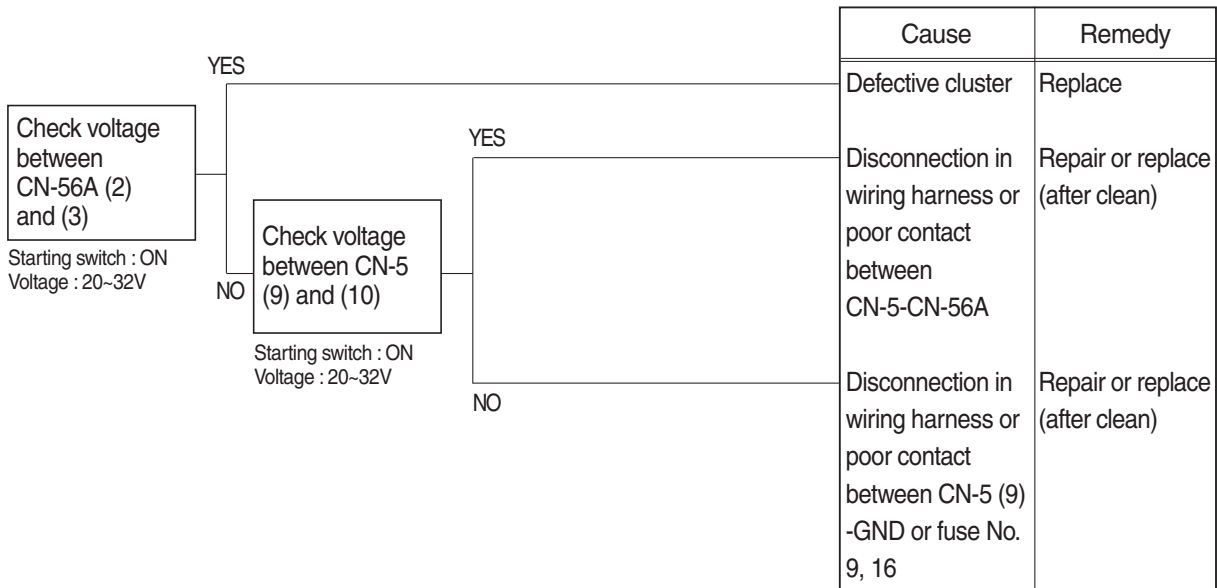 YES
Check voltage
between
CN-56A (2)
and (3)
Starting switch : ON
Voltage : 20~32V
NO
Check voltage
between CN-5
(9) and (10)
Starting switch : ON
Voltage : 20~32V
YES
NO
Cause
Remedy
Defective cluster
Replace
Disconnection in
wiring harness or
poor contact
between
CN-5-CN-56A
Repair or replace
(after clean)
Disconnection in
wiring harness or
poor contact
between CN-5 (9)
-GND or fuse No.
9, 16
Repair or replace
(after clean)